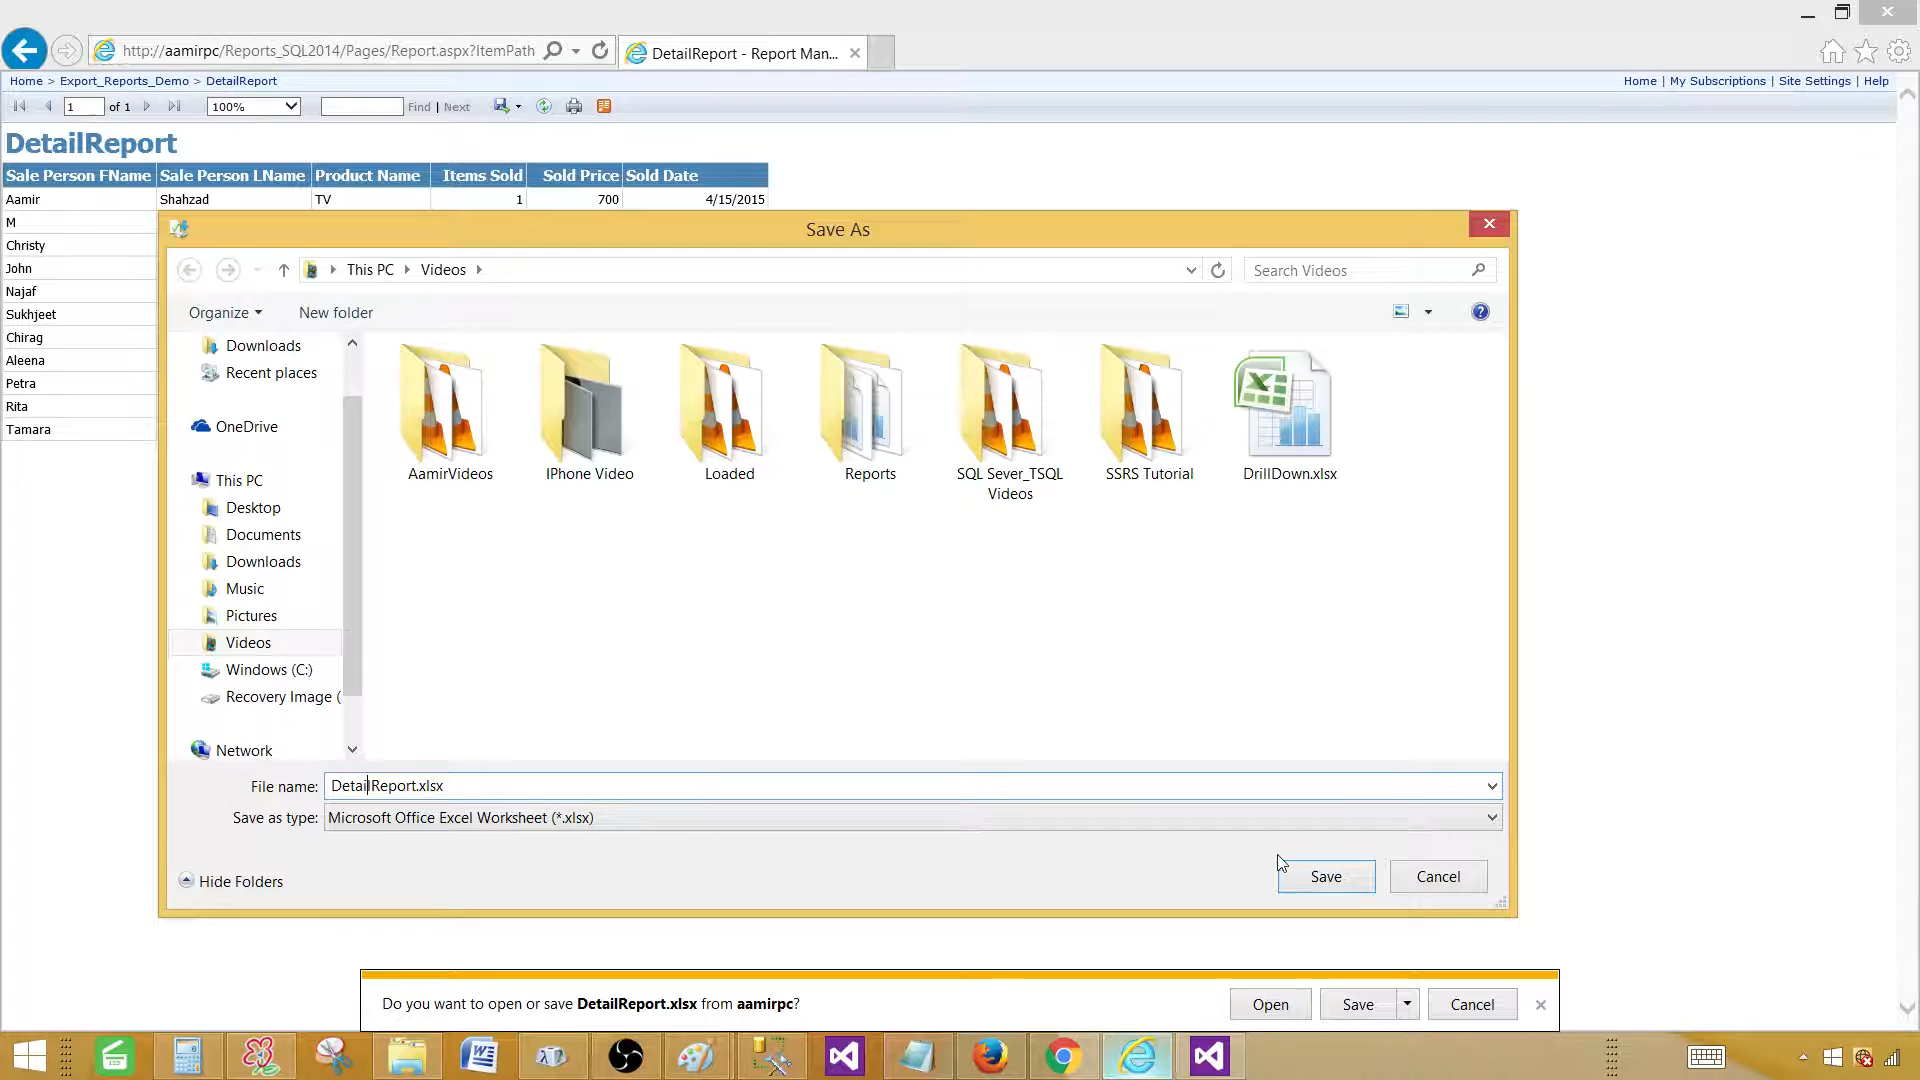 http://aamirpc/Reports_SQL2014/Pages/Report.aspx?ItemPath
DetailReport - Report Man...
Home > Export_Reports_Demo > DetailReport
Home | My Subscriptions | Site Settings | Help
1 of 1 100% Find | Next
DetailReport
Sale Person FName Sale Person LName Product Name Items Sold Sold Price Sold Date
Aamir Shahzad TV 1 700 4/15/2015
M
Christy
John
Najaf
Sukhjeet
Chirag
Aleena
Petra
Rita
Tamara
Save As
This PC Videos
Search Videos
Organize New folder
Downloads
Recent places
OneDrive
This PC
Desktop
Documents
Downloads
Music
Pictures
Videos
Windows (C:)
Recovery Image (
Network
AamirVideos
IPhone Video
Loaded
Reports
SQL Sever_TSQL
Videos
SSRS Tutorial
DrillDown.xlsx
File name: DetailReport.xlsx
Save as type: Microsoft Office Excel Worksheet (*.xlsx)
Hide Folders
Save Cancel
Do you want to open or save DetailReport.xlsx from aamirpc?
Open Save Cancel